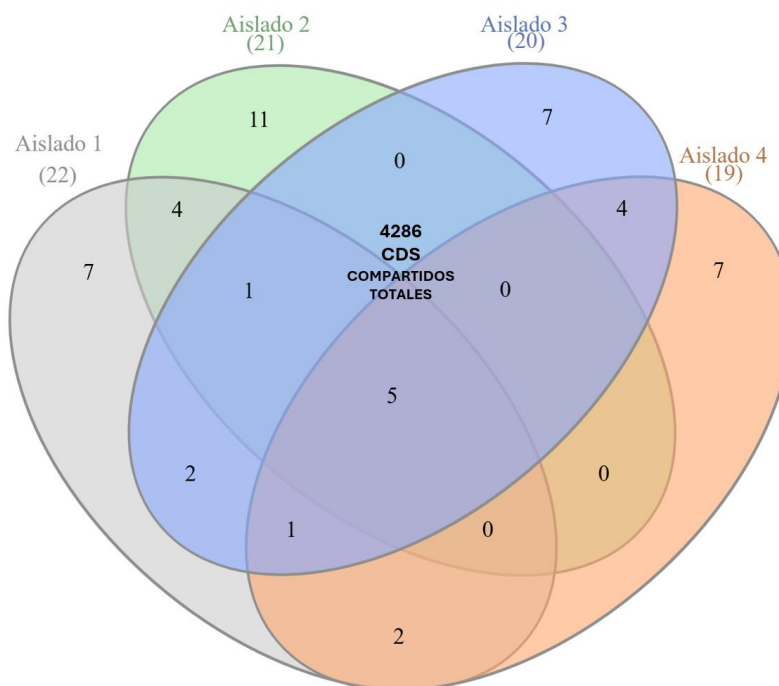 Aislado 2
(21)
Aislado 3
(20)
Aislado 1
(22)
Aislado 4
(19)
11
7
0
4
4
7
7
4286
CDS
COMPARTIDOS
TOTALES
1
0
5
2
0
1
0
2